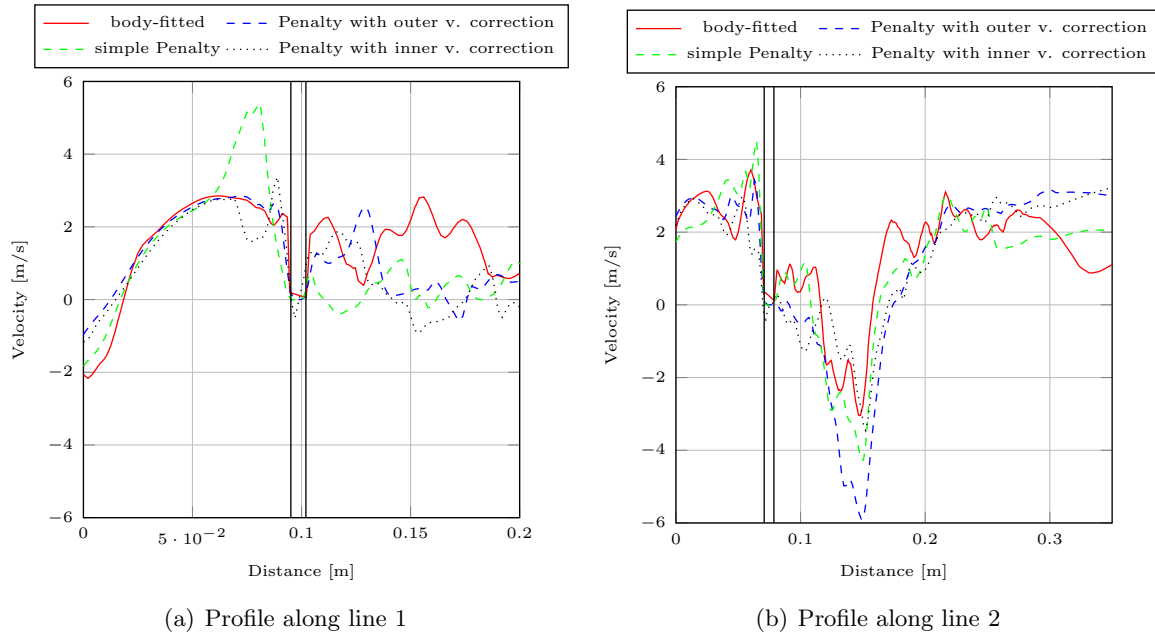 body-fitted
Penalty with outer v. correction
simple Penalty
Penalty with inner v. correction
6
4
2
0
−2
−4
−6
Velocity [m/s]
0
5 · 10−2
0.1
0.15
0.2
Distance [m]
(a) Profile along line 1
body-fitted
Penalty with outer v. correction
simple Penalty
Penalty with inner v. correction
6
4
2
0
−2
−4
−6
Velocity [m/s]
0
0.1
0.2
0.3
Distance [m]
(b) Profile along line 2